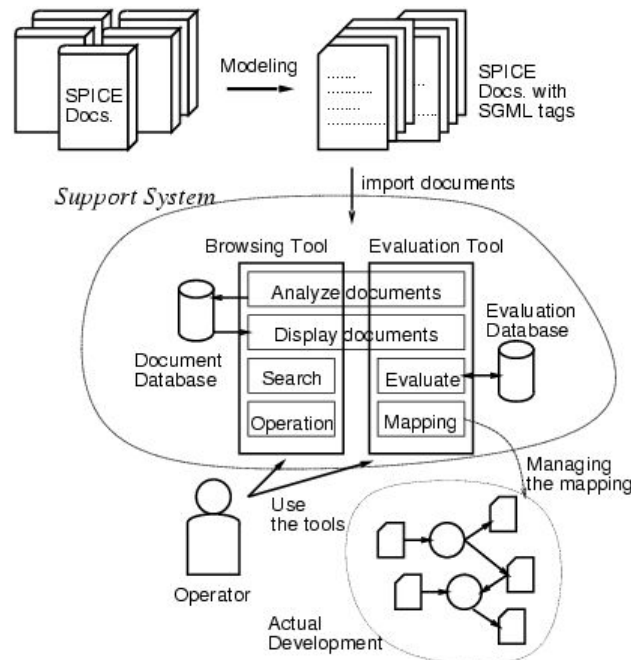 SPICE
Docs.
Modeling
SPICE
Docs. with
SGML tags
import documents
Support System
Browsing Tool
Evaluation Tool
Analyze documents
Display documents
Document
Database
Evaluation
Database
Search
Evaluate
Operation
Mapping
Managing
the mapping
Use
the tools
Operator
Actual
Development